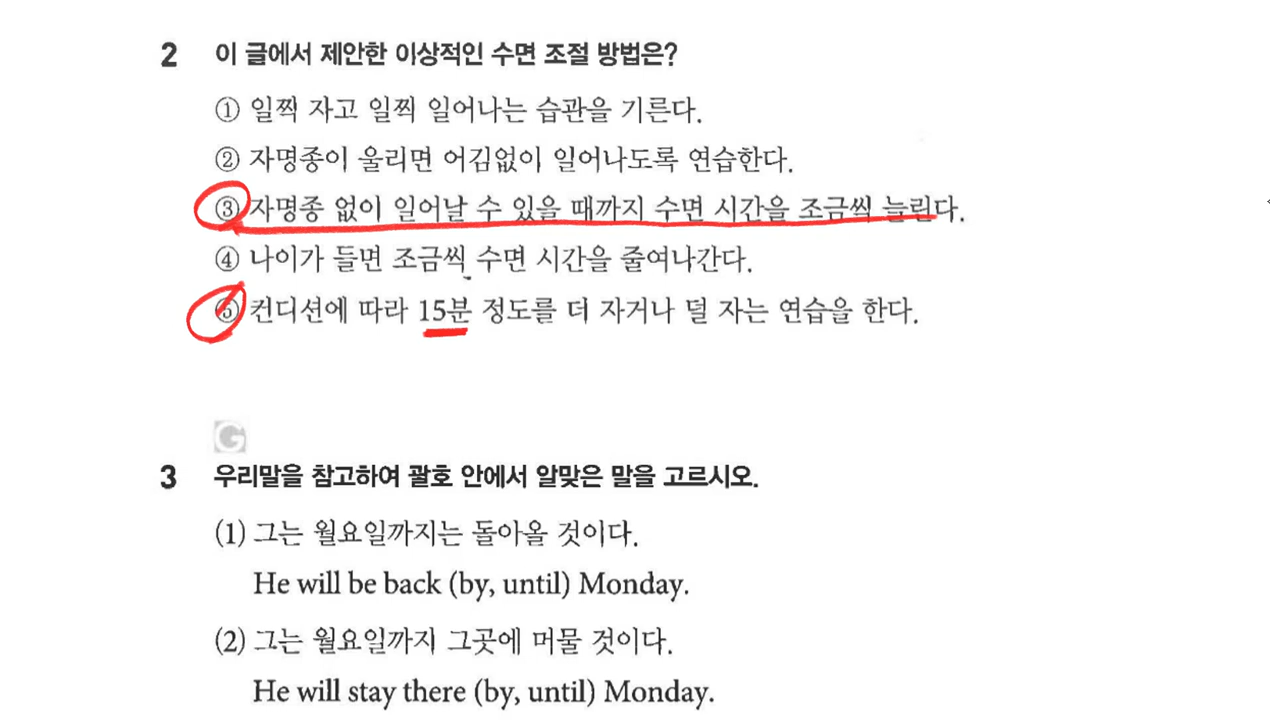 2 이 글에서 제안한 이상적인 수면 조절 방법은?
① 일찍 자고 일찍 일어나는 습관을 기른다.
② 자명종이 울리면 어김없이 일어나도록 연습한다.
③ 자명종 없이 일어날 수 있을 때까지 수면 시간을 조금씩 늘린다.
④ 나이가 들면 조금씩 수면 시간을 줄여나간다.
⑤ 컨디션에 따라 15분 정도를 더 자거나 덜 자는 연습을 한다.
G
3 우리말을 참고하여 괄호 안에서 알맞은 말을 고르시오.
(1) 그는 월요일까지는 돌아올 것이다.
He will be back (by, until) Monday.
(2) 그는 월요일까지 그곳에 머물 것이다.
He will stay there (by, until) Monday.